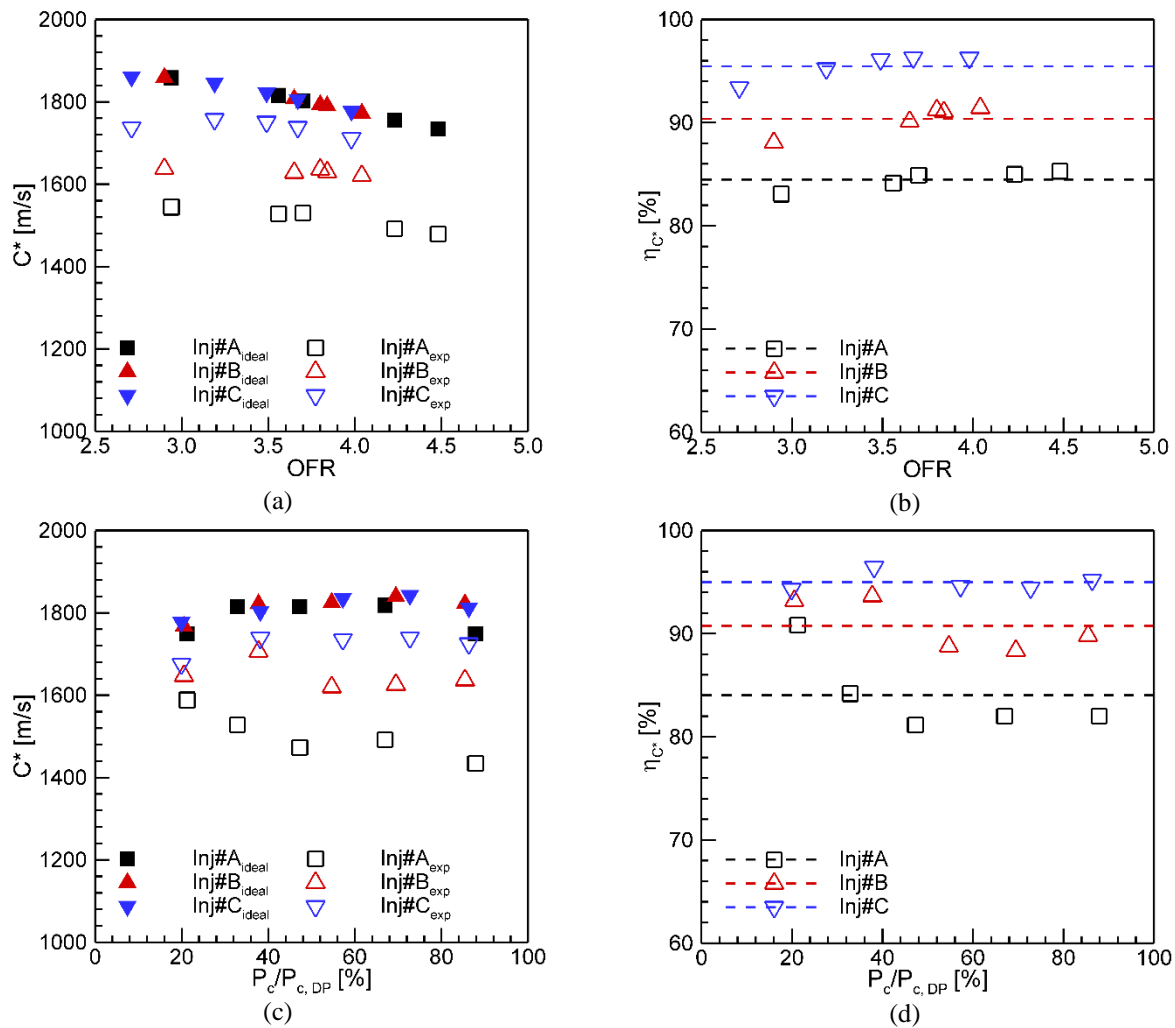 2000
1800
1600
1400
1200
1000
C* [m/s]
Inj#A_ideal Inj#A_exp
Inj#B_ideal Inj#B_exp
Inj#C_ideal Inj#C_exp
2.5 3.0 3.5 4.0 4.5 5.0
OFR
(a)
100
90
80
70
60
η_C* [%]
Inj#A
Inj#B
Inj#C
2.5 3.0 3.5 4.0 4.5 5.0
OFR
(b)
2000
1800
1600
1400
1200
1000
C* [m/s]
Inj#A_ideal Inj#A_exp
Inj#B_ideal Inj#B_exp
Inj#C_ideal Inj#C_exp
0 20 40 60 80 100
P_c/P_c, DP [%]
(c)
100
90
80
70
60
η_C* [%]
Inj#A
Inj#B
Inj#C
0 20 40 60 80 100
P_c/P_c, DP [%]
(d)